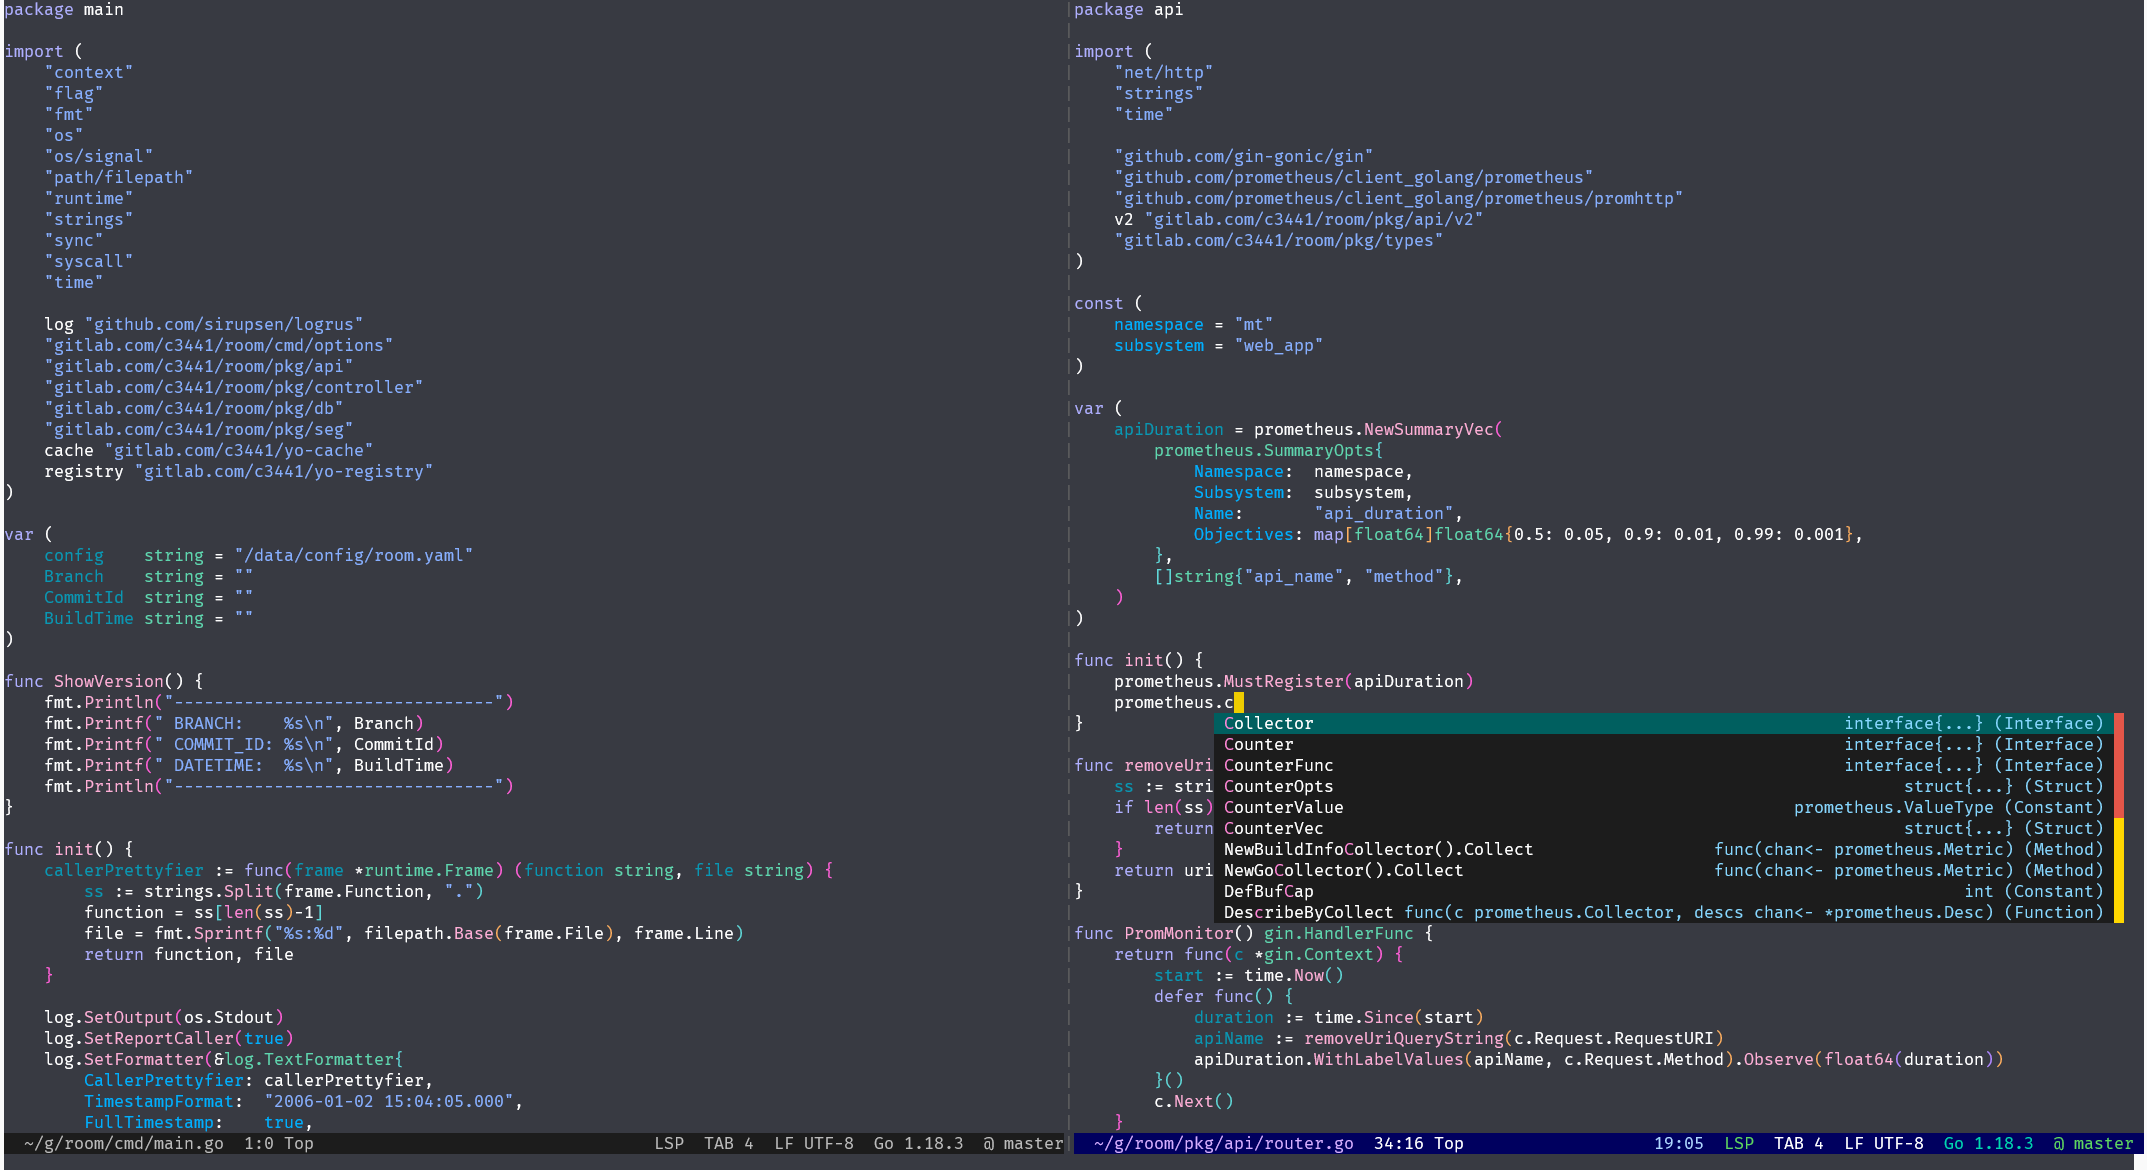 package main

import (
    "context"
    "flag"
    "fmt"
    "os"
    "os/signal"
    "path/filepath"
    "runtime"
    "strings"
    "sync"
    "syscall"
    "time"

    log "github.com/sirupsen/logrus"
    "gitlab.com/c3441/room/cmd/options"
    "gitlab.com/c3441/room/pkg/api"
    "gitlab.com/c3441/room/pkg/controller"
    "gitlab.com/c3441/room/pkg/db"
    "gitlab.com/c3441/room/pkg/seg"
    cache "gitlab.com/c3441/yo-cache"
    registry "gitlab.com/c3441/yo-registry"
)

var (
    config    string = "/data/config/room.yaml"
    Branch    string = ""
    CommitId  string = ""
    BuildTime string = ""
)

func ShowVersion() {
    fmt.Println("--------------------------------")
    fmt.Printf(" BRANCH:    %s\n", Branch)
    fmt.Printf(" COMMIT_ID: %s\n", CommitId)
    fmt.Printf(" DATETIME:  %s\n", BuildTime)
    fmt.Println("--------------------------------")
}

func init() {
    callerPrettyfier := func(frame *runtime.Frame) (function string, file string) {
        ss := strings.Split(frame.Function, ".")
        function = ss[len(ss)-1]
        file = fmt.Sprintf("%s:%d", filepath.Base(frame.File), frame.Line)
        return function, file
    }

    log.SetOutput(os.Stdout)
    log.SetReportCaller(true)
    log.SetFormatter(&log.TextFormatter{
        CallerPrettyfier: callerPrettyfier,
        TimestampFormat:  "2006-01-02 15:04:05.000",
        FullTimestamp:    true,
~/g/room/cmd/main.go  1:0 Top  LSP  TAB 4  LF UTF-8  Go 1.18.3  @ master
package api

import (
    "net/http"
    "strings"
    "time"

    "github.com/gin-gonic/gin"
    "github.com/prometheus/client_golang/prometheus"
    "github.com/prometheus/client_golang/prometheus/promhttp"
    v2 "gitlab.com/c3441/room/pkg/api/v2"
    "gitlab.com/c3441/room/pkg/types"
)

const (
    namespace = "mt"
    subsystem = "web_app"
)

var (
    apiDuration = prometheus.NewSummaryVec(
        prometheus.SummaryOpts{
            Namespace:  namespace,
            Subsystem:  subsystem,
            Name:       "api_duration",
            Objectives: map[float64]float64{0.5: 0.05, 0.9: 0.01, 0.99: 0.001},
        },
        []string{"api_name", "method"},
    )
)

func init() {
    prometheus.MustRegister(apiDuration)
    prometheus.c
}  Collector  interface{...} (Interface)
Counter  interface{...} (Interface)
func removeUri  CounterFunc  interface{...} (Interface)
    ss := stri  CounterOpts  struct{...} (Struct)
    if len(ss)  CounterValue  prometheus.ValueType (Constant)
        return  CounterVec  struct{...} (Struct)
    }  NewBuildInfoCollector().Collect  func(chan<- prometheus.Metric) (Method)
    return uri  NewGoCollector().Collect  func(chan<- prometheus.Metric) (Method)
}  DefBufCap  int (Constant)
DescribeByCollect func(c prometheus.Collector, descs chan<- *prometheus.Desc) (Function)
func PromMonitor() gin.HandlerFunc {
    return func(c *gin.Context) {
        start := time.Now()
        defer func() {
            duration := time.Since(start)
            apiName := removeUriQueryString(c.Request.RequestURI)
            apiDuration.WithLabelValues(apiName, c.Request.Method).Observe(float64(duration))
        }()
        c.Next()
    }
~/g/room/pkg/api/router.go  34:16 Top  19:05  LSP  TAB 4  LF UTF-8  Go 1.18.3  @ master